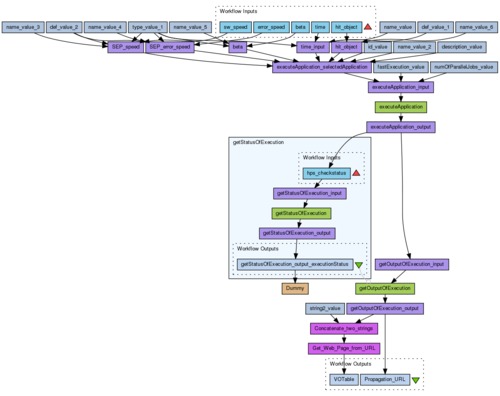 Workflow Inputs
name_value_3
def_value_2
name_value_4
type_value_1
name_value_5
sw_speed
error_speed
beta
time
hit_object
name_value
def_value_1
name_value_6
SEP_speed
SEP_error_speed
beta
time_input
hit_object
id_value
name_value_2
description_value
executeApplication_selectedApplication
fastExecution_value
numOfParallelJobs_value
executeApplication_input
executeApplication
executeApplication_output
getStatusOfExecution
Workflow Inputs
hps_checkstatus
getStatusOfExecution_input
getStatusOfExecution
getStatusOfExecution_output
Workflow Outputs
getStatusOfExecution_output_executionStatus
getOutputOfExecution_input
Dummy
getOutputOfExecution
string2_value
getOutputOfExecution_output
Concatenate_two_strings
Get_Web_Page_from_URL
Workflow Outputs
VOTable
Propagation_URL